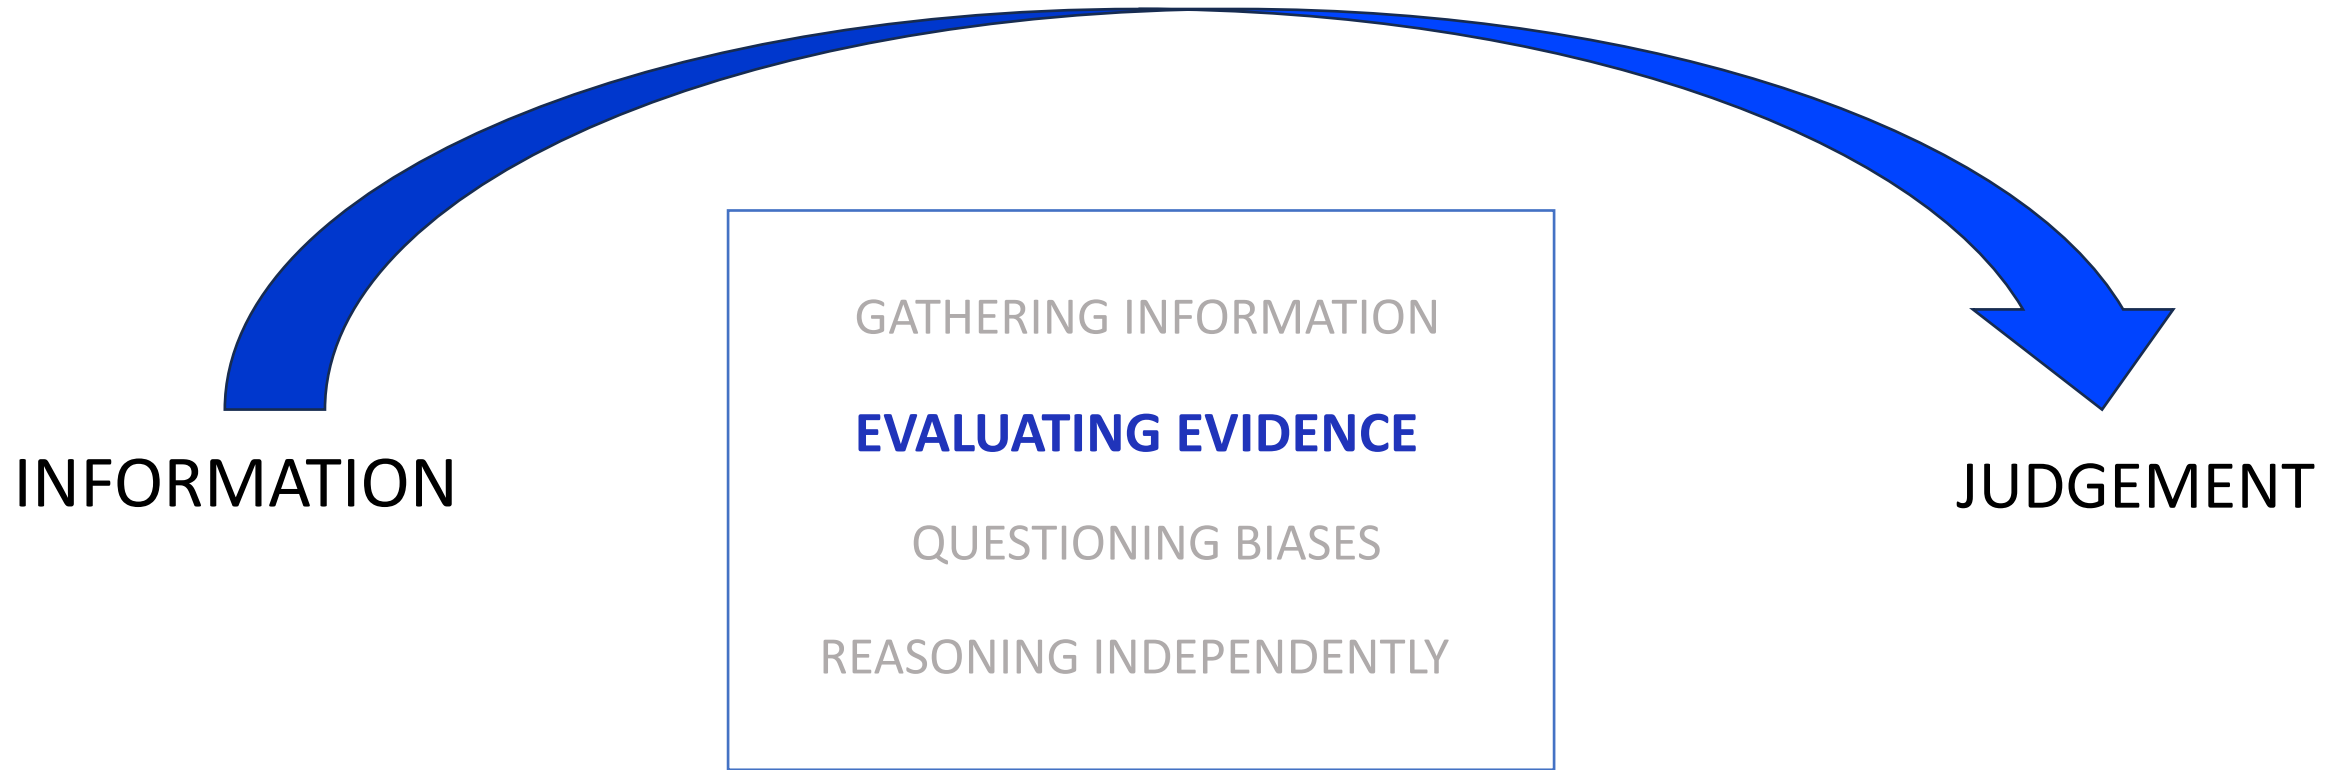 GATHERING INFORMATION
EVALUATING EVIDENCE
INFORMATION
JUDGEMENT
QUESTIONING BIASES
REASONING INDEPENDENTLY